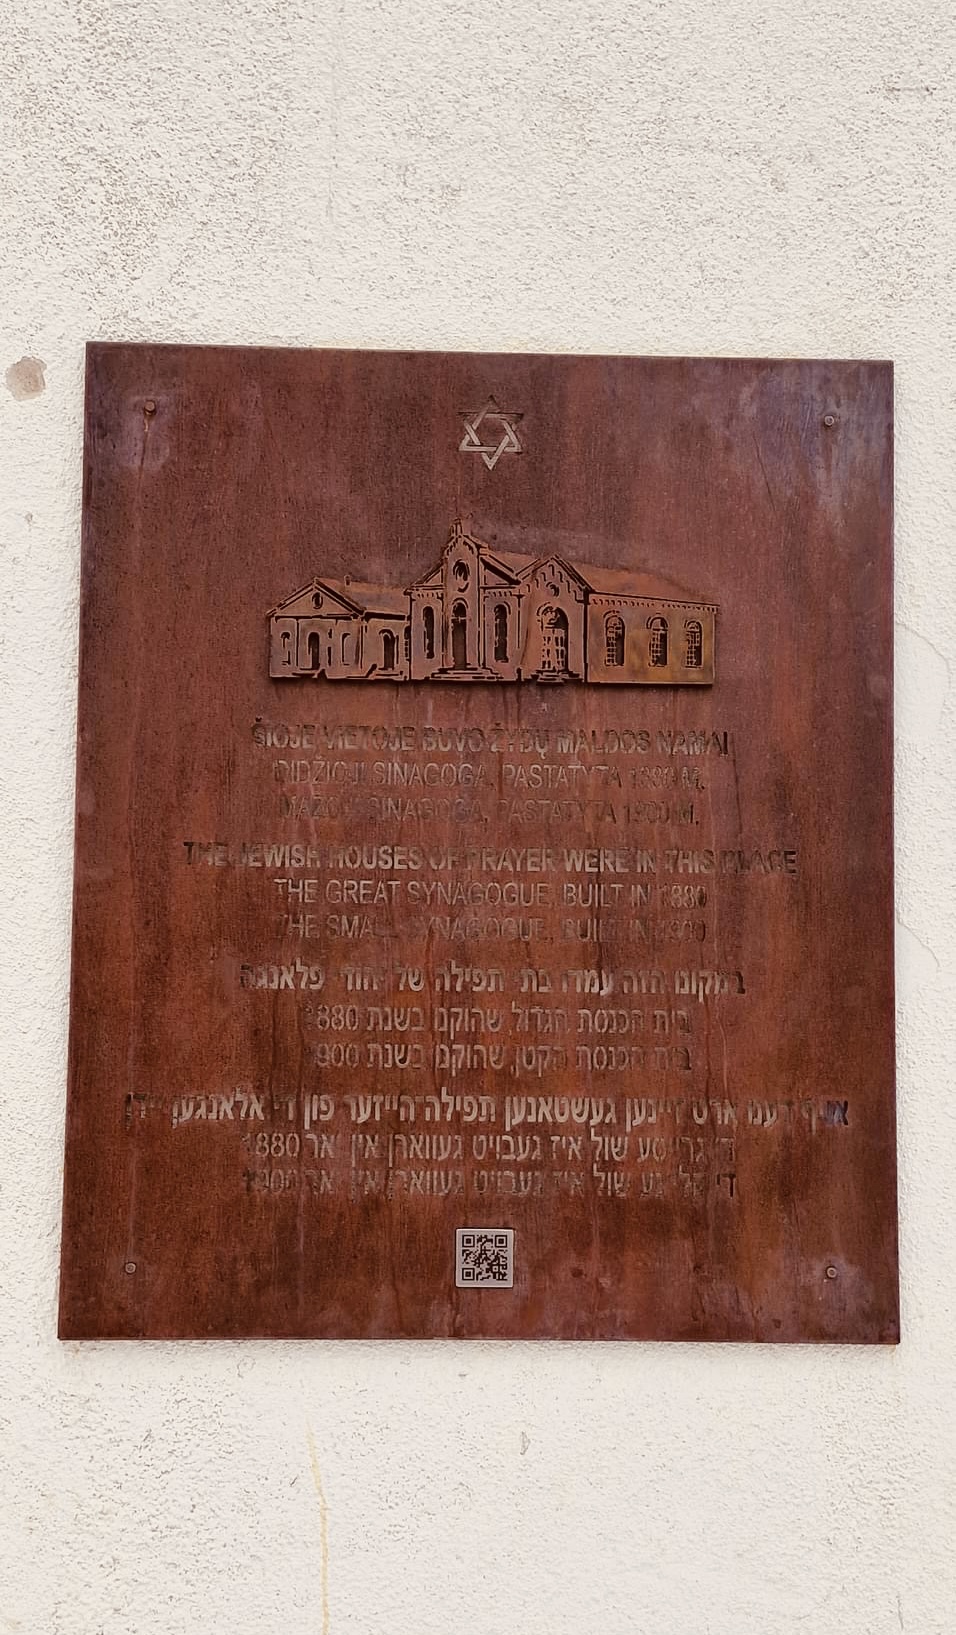 ŠIOJE VIETOJE BUVO ŽYDŲ MALDOS NAMAI
DIDŽIOJI SINAGOGA, PASTATYTA 1880 M.
MAŽOJI SINAGOGA, PASTATYTA 1900 M.
THE JEWISH HOUSES OF PRAYER WERE IN THIS PLACE
THE GREAT SYNAGOGUE, BUILT IN 1880
THE SMALL SYNAGOGUE, BUILT IN 1900
במקום הזה עמדו בתי תפילה של יהודי פלאנגה
בית הכנסת הגדול, שהוקם בשנת 1880
בית הכנסת הקטן, שהוקם בשנת 1900
אויף דעם ארט זיינען געשטאנען תפילה־הייזער פון די אלאנגען יידן
די גרויסע שול איז געבויט געווארן אין יאר 1880
די קליינע שול איז געבויט געווארן אין יאר 1900